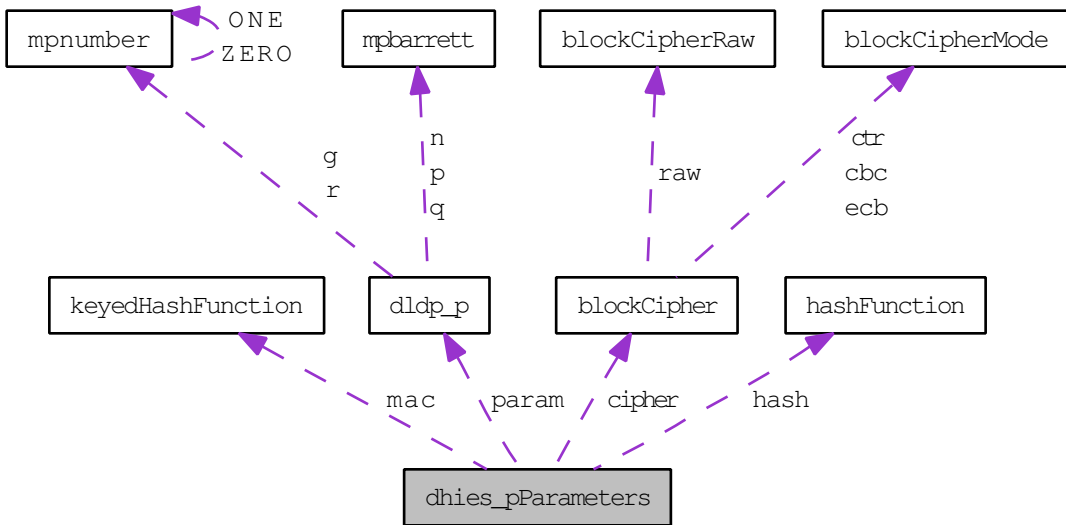 mpnumber
ONE
ZERO
mpbarrett
blockCipherRaw
blockCipherMode
g
r
n
p
q
raw
ctr
cbc
ecb
keyedHashFunction
dldp_p
blockCipher
hashFunction
mac
param
cipher
hash
dhies_pParameters